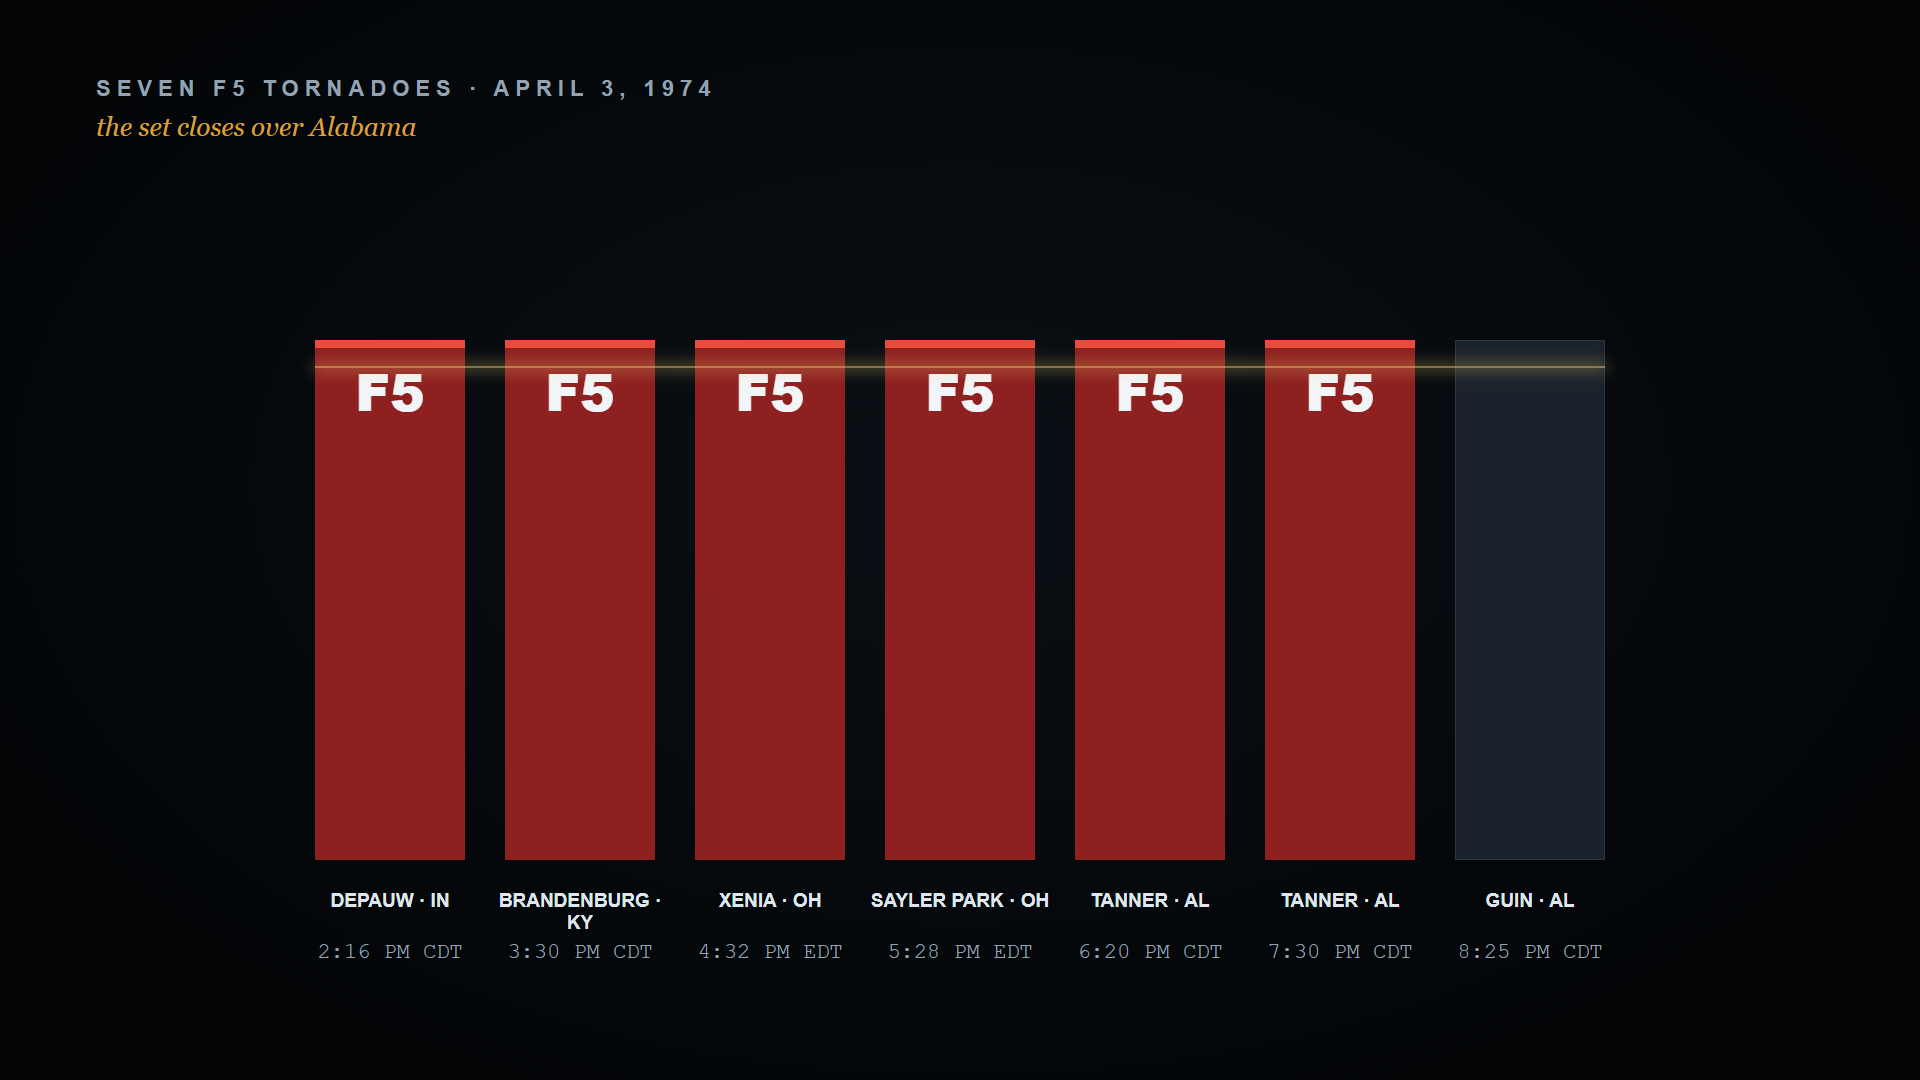 SEVEN F5 TORNADOES · APRIL 3, 1974
the set closes over Alabama
F5 F5 F5 F5 F5 F5
DEPAUW · IN BRANDENBURG · KY XENIA · OH SAYLER PARK · OH TANNER · AL TANNER · AL GUIN · AL
2:16 PM CDT 3:30 PM CDT 4:32 PM EDT 5:28 PM EDT 6:20 PM CDT 7:30 PM CDT 8:25 PM CDT